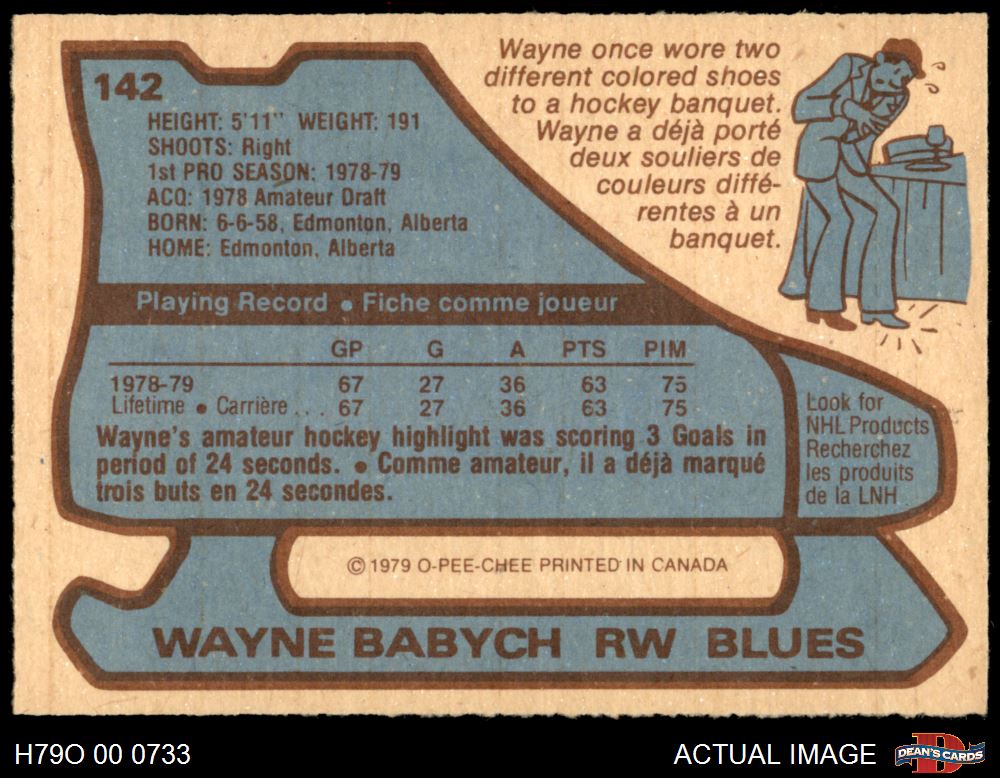 142
HEIGHT: 5'11" WEIGHT: 191
SHOOTS: Right
1st PRO SEASON: 1978-79
ACQ: 1978 Amateur Draft
BORN: 6-6-58, Edmonton, Alberta
HOME: Edmonton, Alberta
Wayne once wore two
different colored shoes
to a hockey banquet.
Wayne a déjà porté
deux souliers de
couleurs diffé-
rentes à un
banquet.
Playing Record • Fiche comme joueur
GP G A PTS PIM
1978-79 67 27 36 63 75
Lifetime • Carrière ... 67 27 36 63 75
Wayne's amateur hockey highlight was scoring 3 Goals in
period of 24 seconds. • Comme amateur, il a déjà marqué
trois buts en 24 secondes.
Look for
NHL Products
Recherchez
les produits
de la LNH
© 1979 O-PEE-CHEE PRINTED IN CANADA
WAYNE BABYCH RW BLUES
H79O 00 0733
ACTUAL IMAGE
DEAN'S CARDS